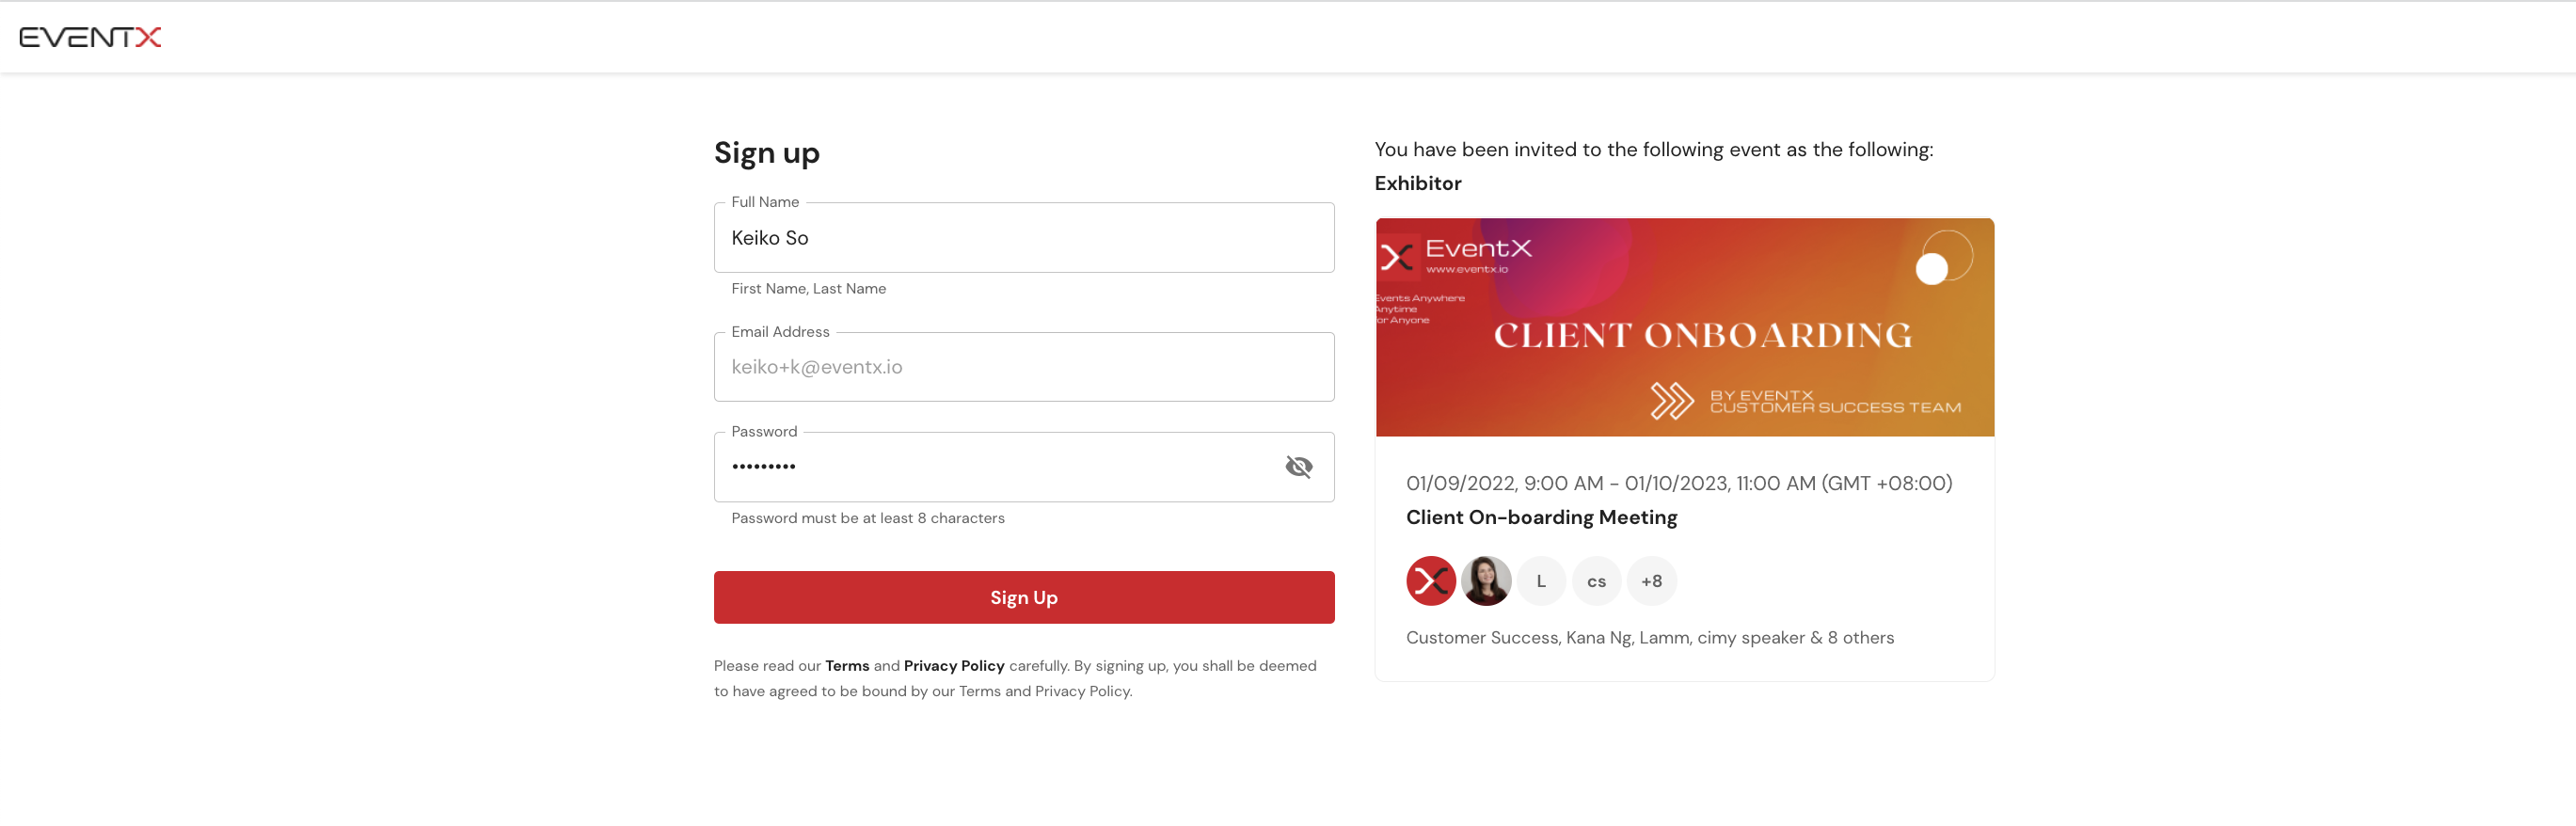 EVENTX
Sign up
Full Name
Keiko So
First Name, Last Name
Email Address
keiko+k@eventx.io
Password
•••••••••
Password must be at least 8 characters
Sign Up
Please read our Terms and Privacy Policy carefully. By signing up, you shall be deemed
to have agreed to be bound by our Terms and Privacy Policy.
You have been invited to the following event as the following:
Exhibitor
EventX
www.eventx.io
Events Anywhere
Anytime
for Anyone
CLIENT ONBOARDING
BY EVENTX
CUSTOMER SUCCESS TEAM
01/09/2022, 9:00 AM - 01/10/2023, 11:00 AM (GMT +08:00)
Client On-boarding Meeting
L
cs
+8
Customer Success, Kana Ng, Lamm, cimy speaker & 8 others